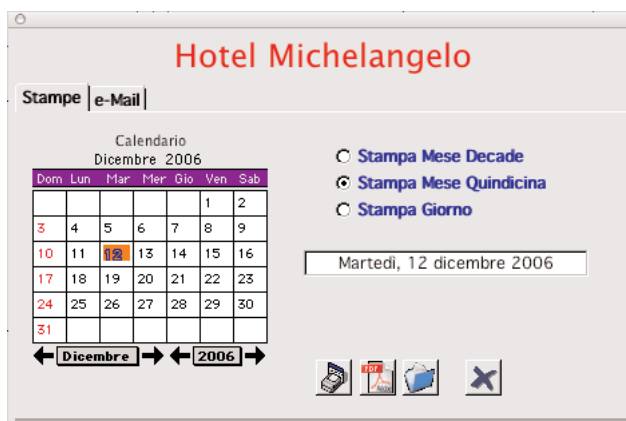 Hotel Michelangelo
Stampe e-Mail
Calendario
Dicembre 2006
Dom Lun Mar Mer Gio Ven Sab
1 2
3 4 5 6 7 8 9
10 11 12 13 14 15 16
17 18 19 20 21 22 23
24 25 26 27 28 29 30
31
Dicembre 2006
Stampa Mese Decade
Stampa Mese Quindicina
Stampa Giorno
Martedì, 12 dicembre 2006
PDF